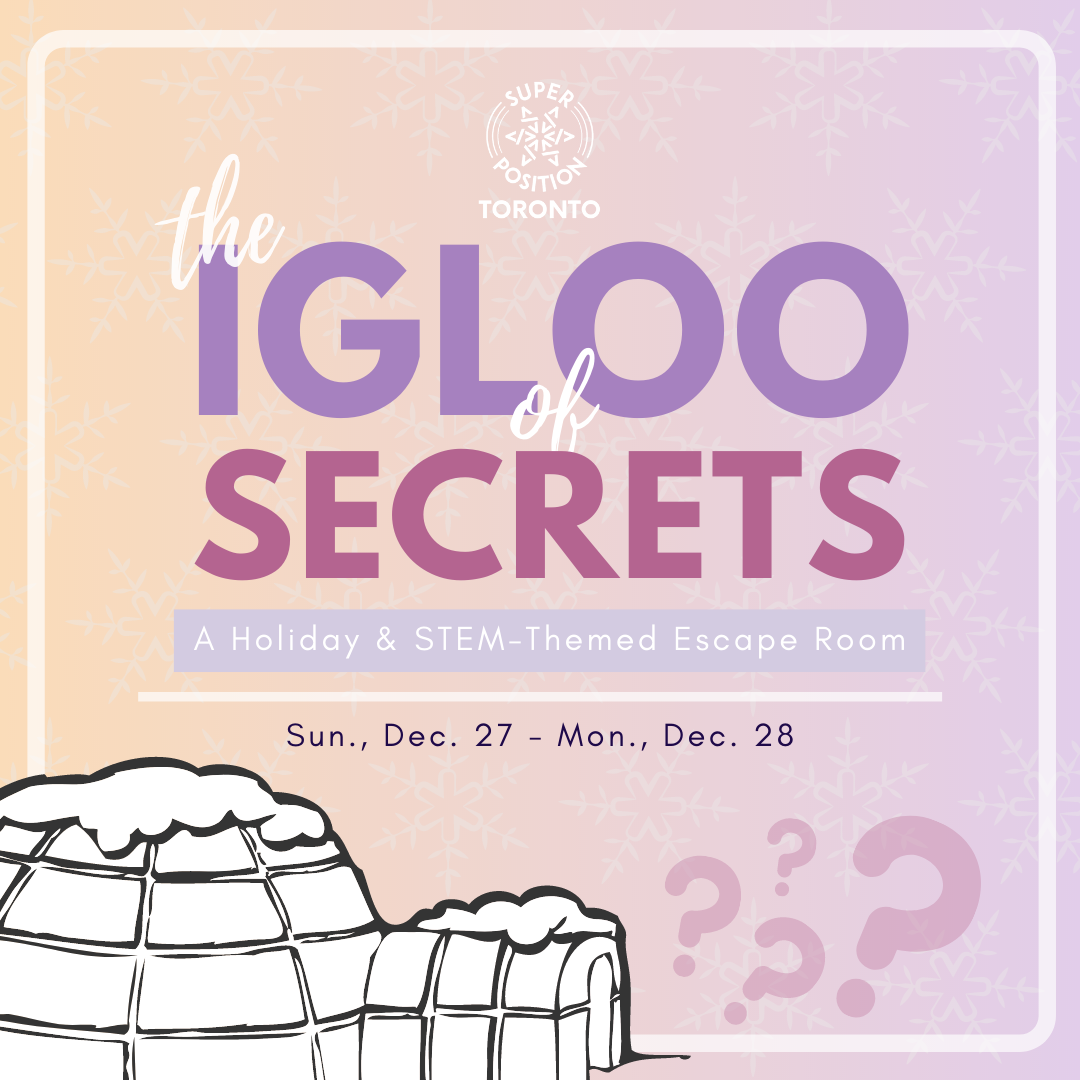 SUPER
POSITION
TORONTO
the
IGLOO
of
SECRETS
A Holiday & STEM-Themed Escape Room
Sun., Dec. 27 - Mon., Dec. 28
? ? ? ? ?